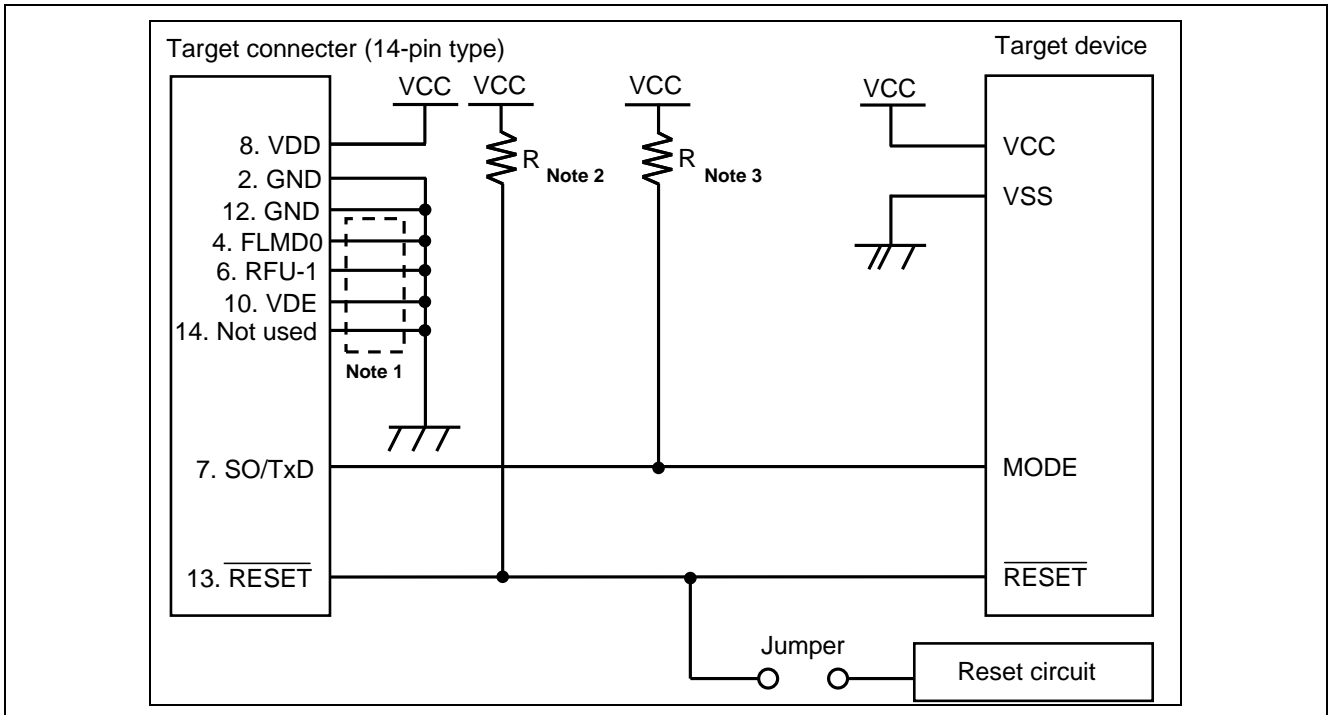 Target connecter (14-pin type)
Target device
VCC VCC VCC VCC
8. VDD
2. GND
12. GND
4. FLMD0
6. RFU-1
10. VDE
14. Not used
Note 1
R Note 2
R Note 3
VCC
VSS
7. SO/TxD
MODE
13. RESET
RESET
Jumper
Reset circuit